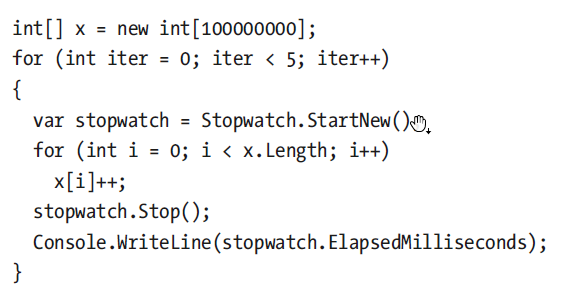 int[] x = new int[100000000];
for (int iter = 0; iter < 5; iter++)
{
  var stopwatch = Stopwatch.StartNew()
  for (int i = 0; i < x.Length; i++)
    x[i]++;
  stopwatch.Stop();
  Console.WriteLine(stopwatch.ElapsedMilliseconds);
}